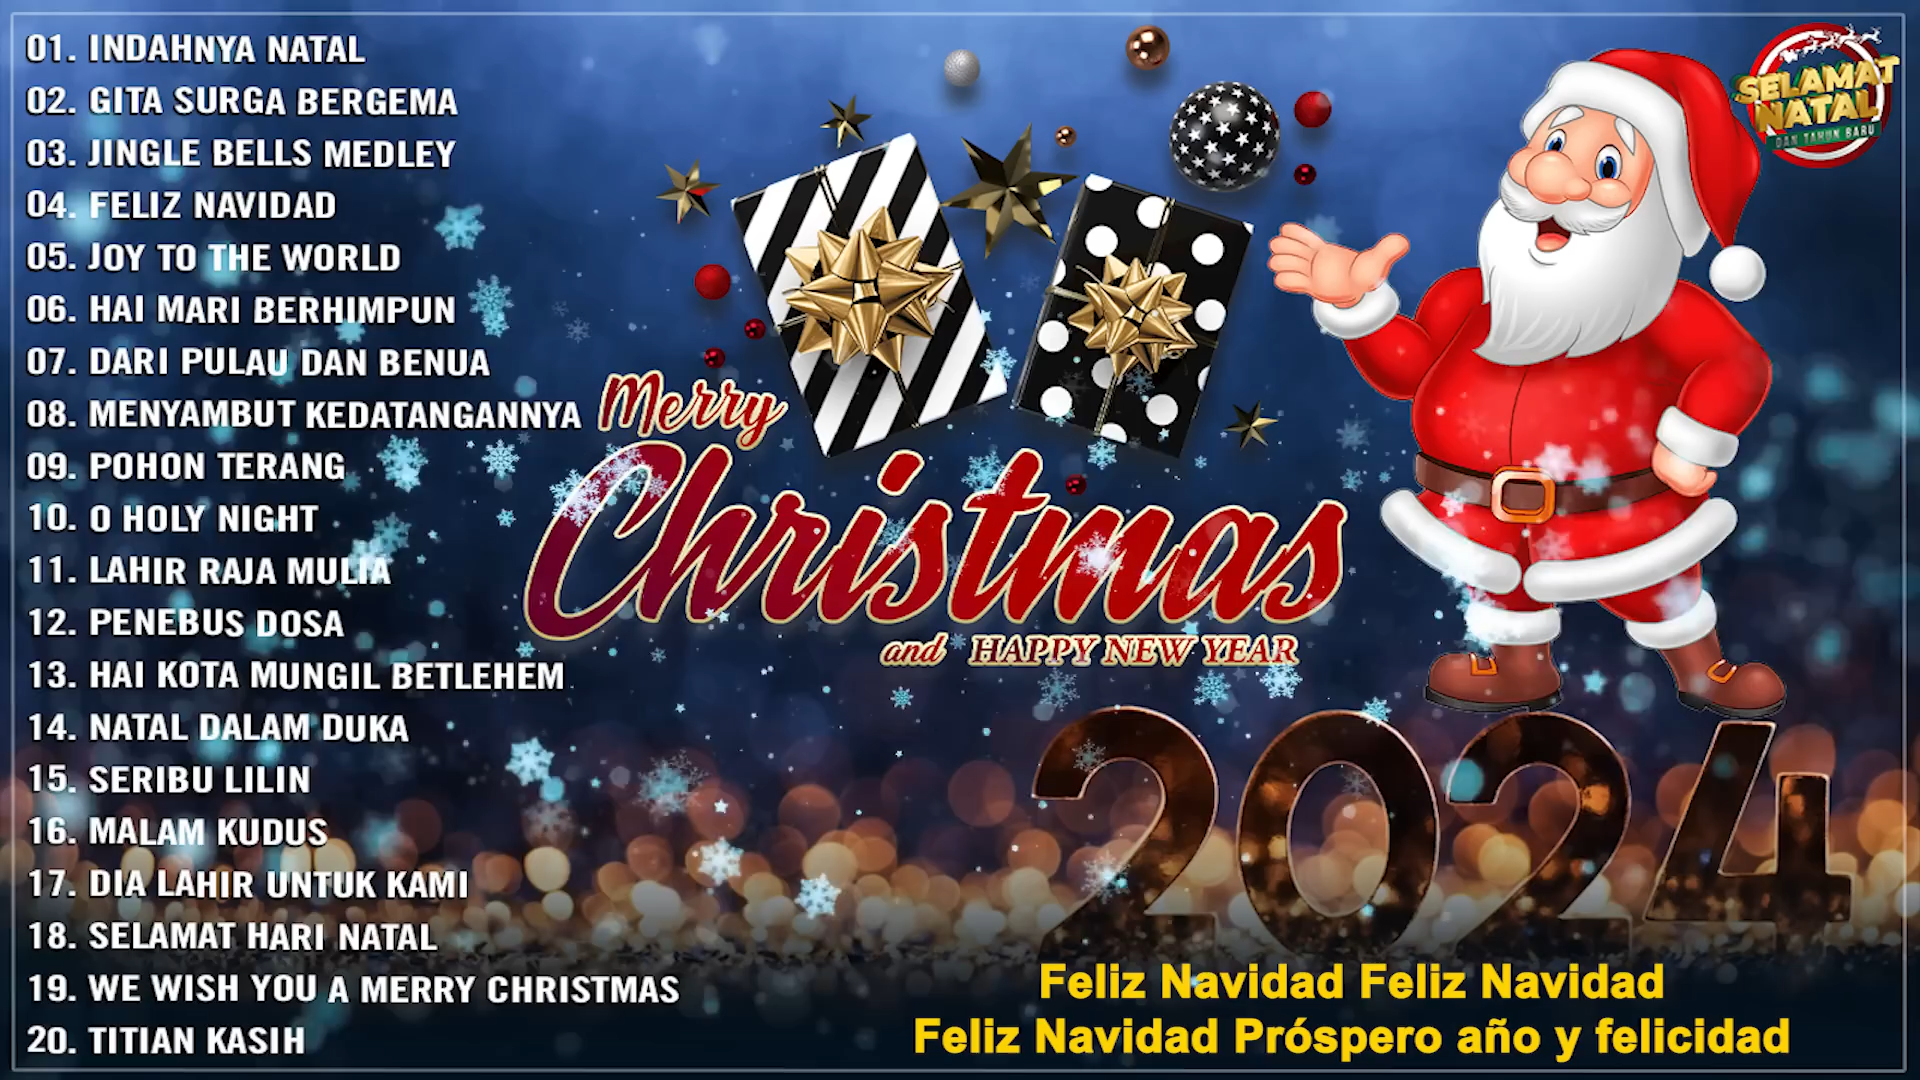 01. INDAHNYA NATAL
02. GITA SURGA BERGEMA
03. JINGLE BELLS MEDLEY
04. FELIZ NAVIDAD
05. JOY TO THE WORLD
06. HAI MARI BERHIMPUN
07. DARI PULAU DAN BENUA
08. MENYAMBUT KEDATANGANNYA
09. POHON TERANG
10. O HOLY NIGHT
11. LAHIR RAJA MULIA
12. PENEBUS DOSA
13. HAI KOTA MUNGIL BETLEHEM
14. NATAL DALAM DUKA
15. SERIBU LILIN
16. MALAM KUDUS
17. DIA LAHIR UNTUK KAMI
18. SELAMAT HARI NATAL
19. WE WISH YOU A MERRY CHRISTMAS
20. TITIAN KASIH
SELAMAT
NATAL
DAN TAHUN BARU
Merry
Christmas
and HAPPY NEW YEAR
2024
Feliz Navidad Feliz Navidad
Feliz Navidad Próspero año y felicidad